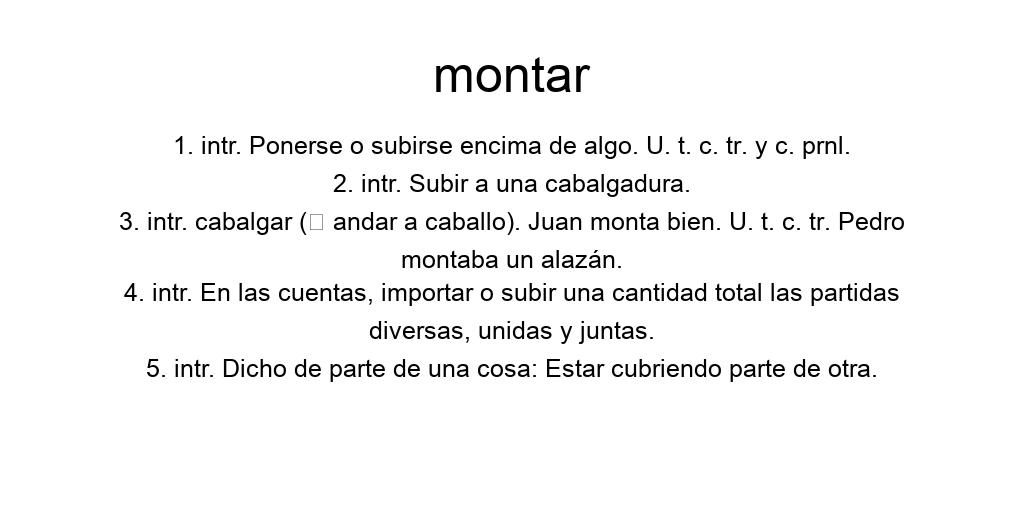 montar
1. intr. Ponerse o subirse encima de algo. U. t. c. tr. y c. prnl.
2. intr. Subir a una cabalgadura.
3. intr. cabalgar (▯ andar a caballo). Juan monta bien. U. t. c. tr. Pedro
montaba un alazán.
4. intr. En las cuentas, importar o subir una cantidad total las partidas
diversas, unidas y juntas.
5. intr. Dicho de parte de una cosa: Estar cubriendo parte de otra.